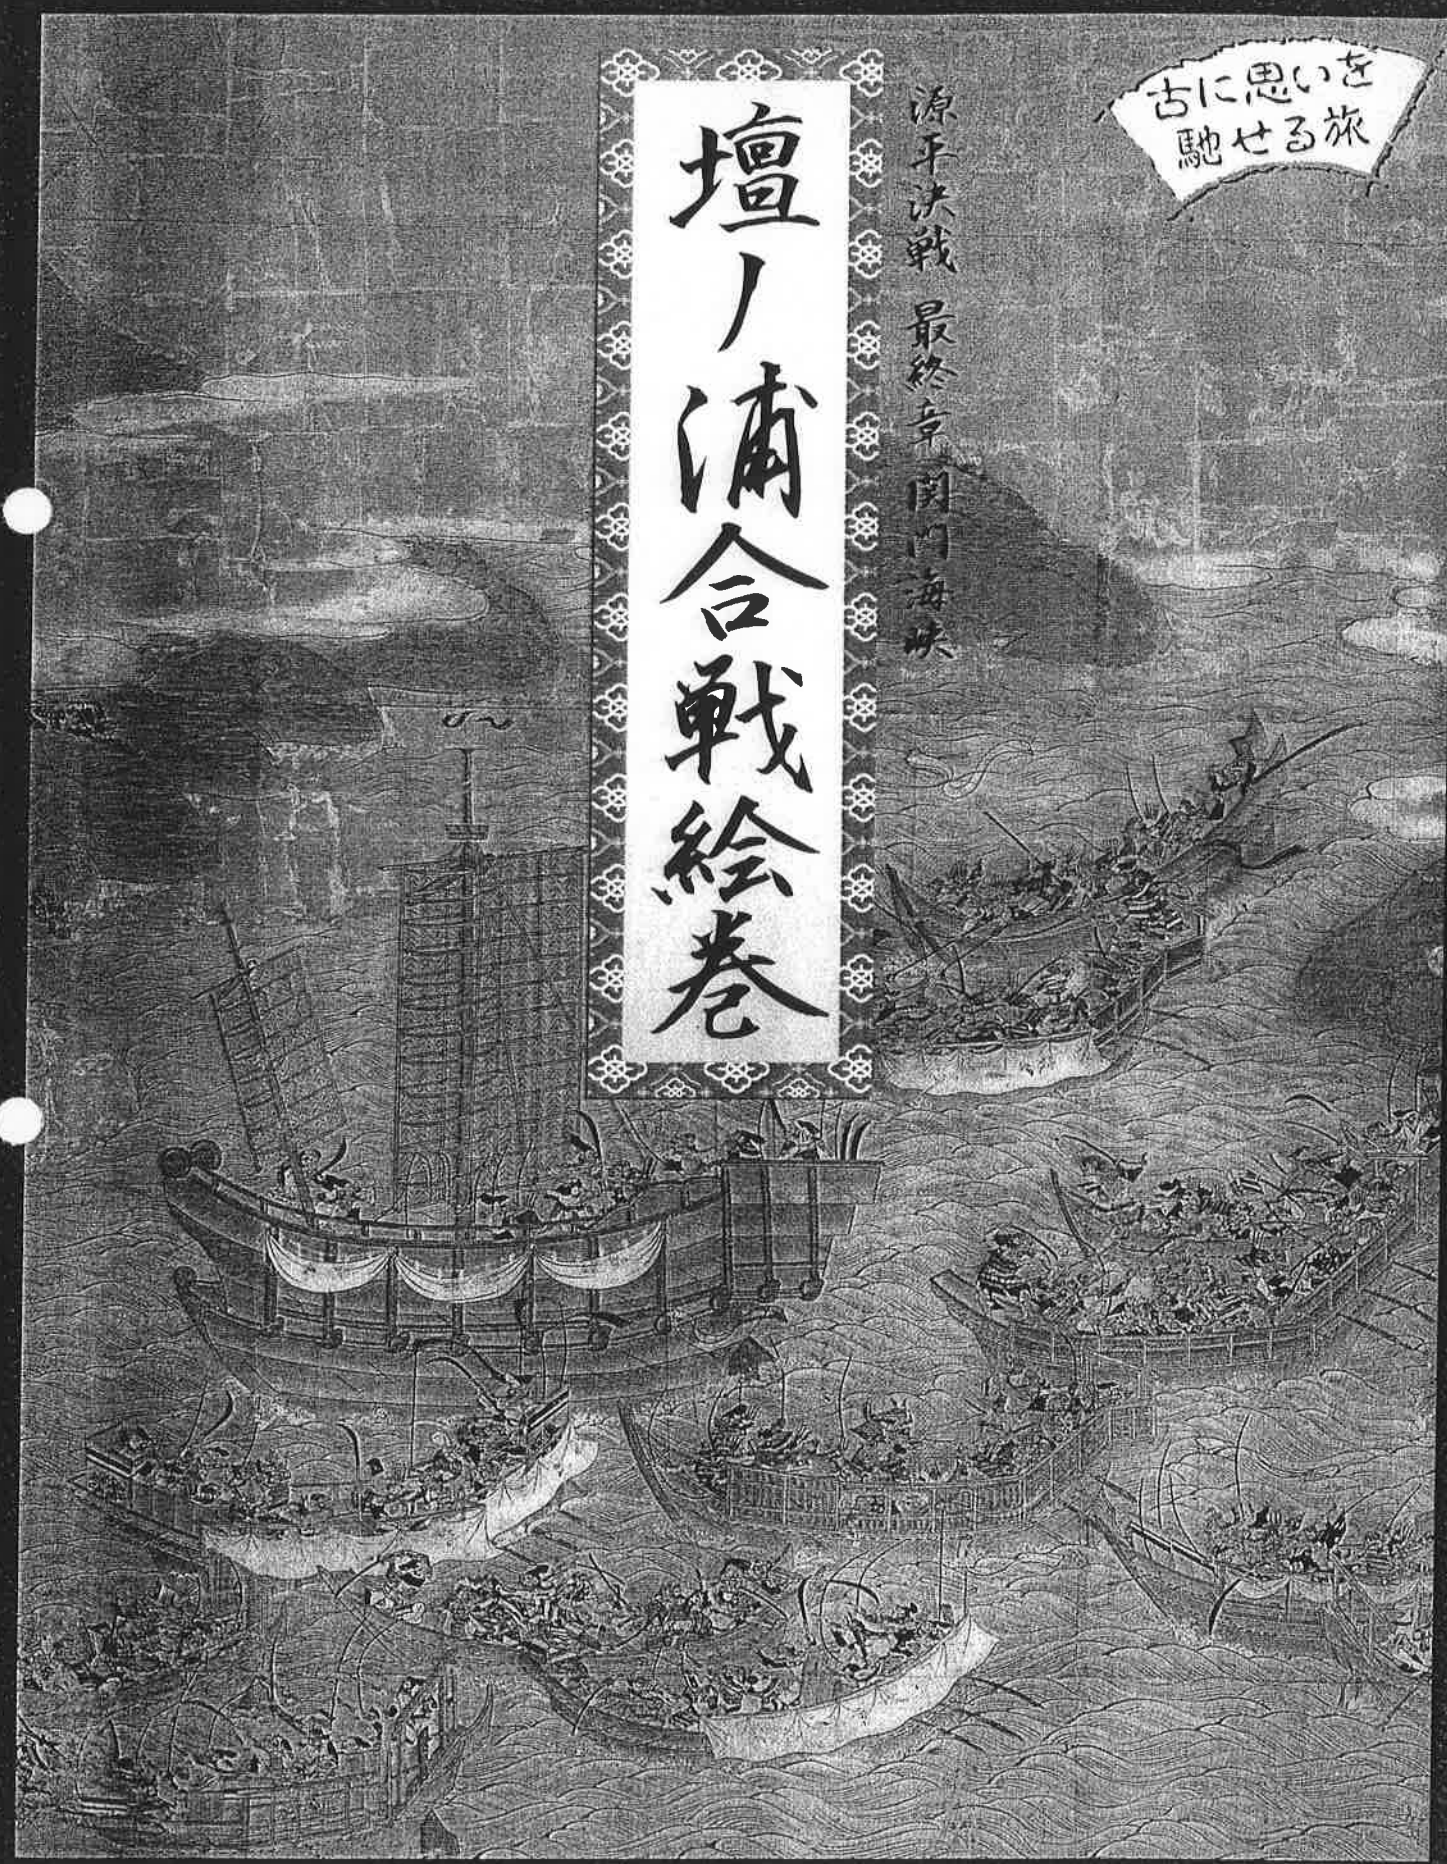 古に思いを
馳せる旅
源平決戦 最終章 関門海峡
壇ノ浦合戦絵巻